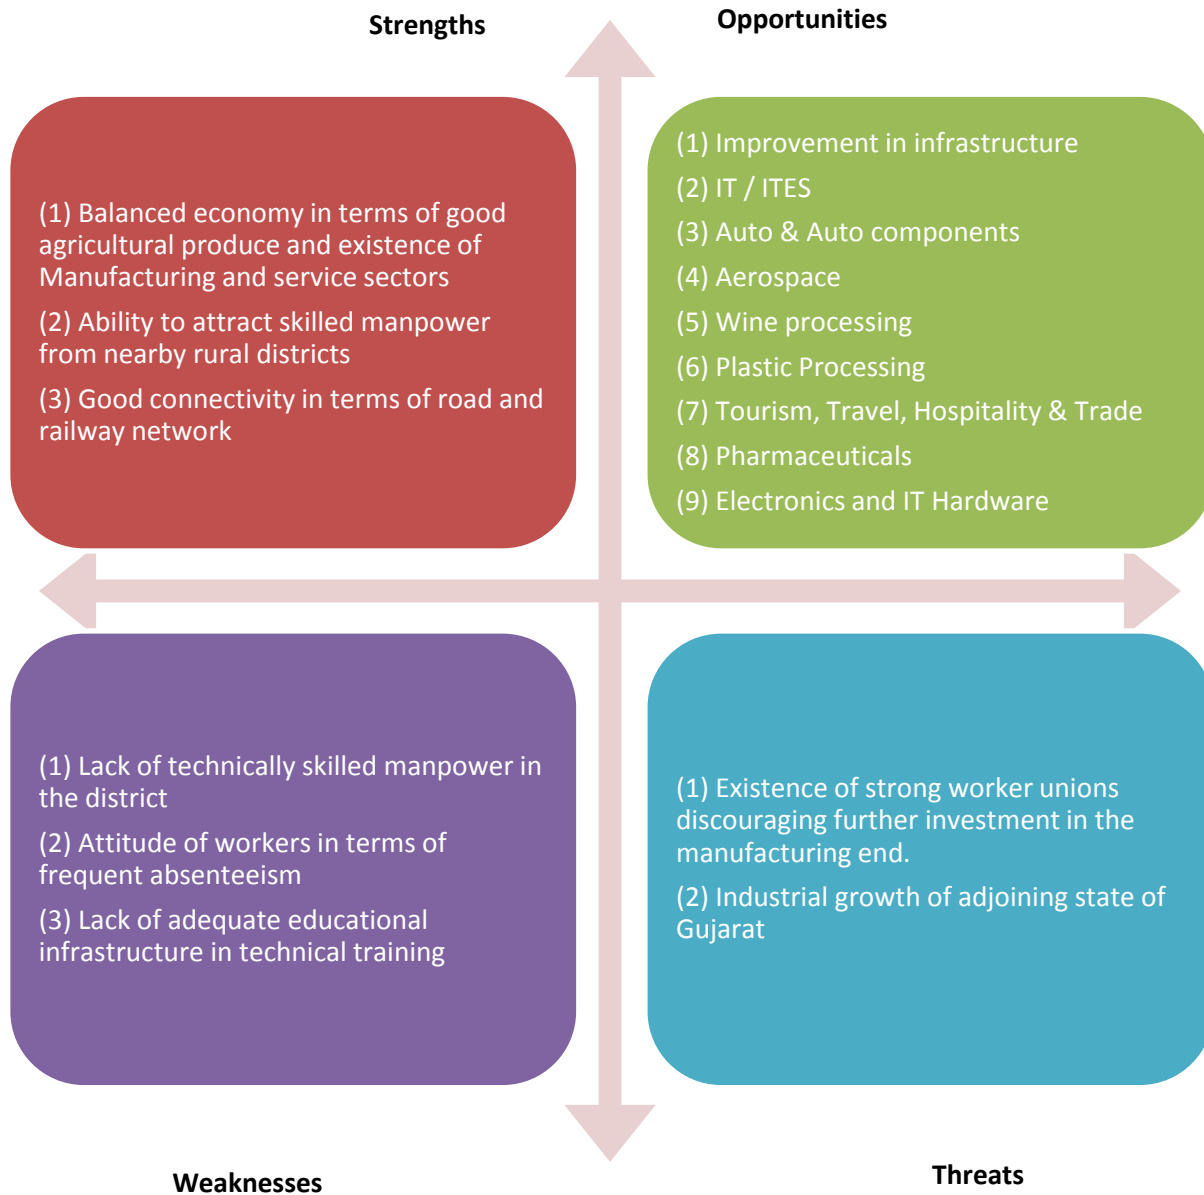 Strengths
Opportunities
(1) Balanced economy in terms of good
agricultural produce and existence of
Manufacturing and service sectors
(2) Ability to attract skilled manpower
from nearby rural districts
(3) Good connectivity in terms of road and
railway network
(1) Improvement in infrastructure
(2) IT / ITES
(3) Auto & Auto components
(4) Aerospace
(5) Wine processing
(6) Plastic Processing
(7) Tourism, Travel, Hospitality & Trade
(8) Pharmaceuticals
(9) Electronics and IT Hardware
(1) Lack of technically skilled manpower in
the district
(2) Attitude of workers in terms of
frequent absenteeism
(3) Lack of adequate educational
infrastructure in technical training
(1) Existence of strong worker unions
discouraging further investment in the
manufacturing end.
(2) Industrial growth of adjoining state of
Gujarat
Weaknesses
Threats